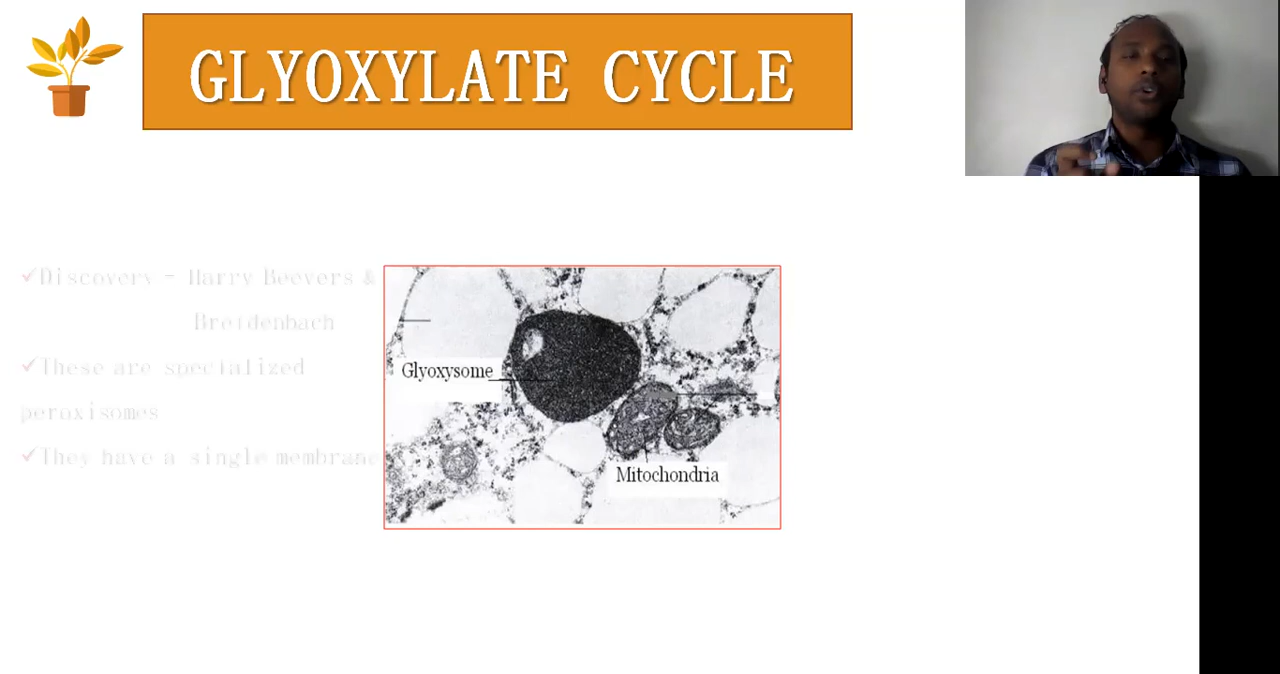 GLYOXYLATE CYCLE
✓Discovery - Harry Beevers &
Breidenbach
✓These are specialized
peroxisomes
✓They have a single membrane
Glyoxysome
Mitochondria